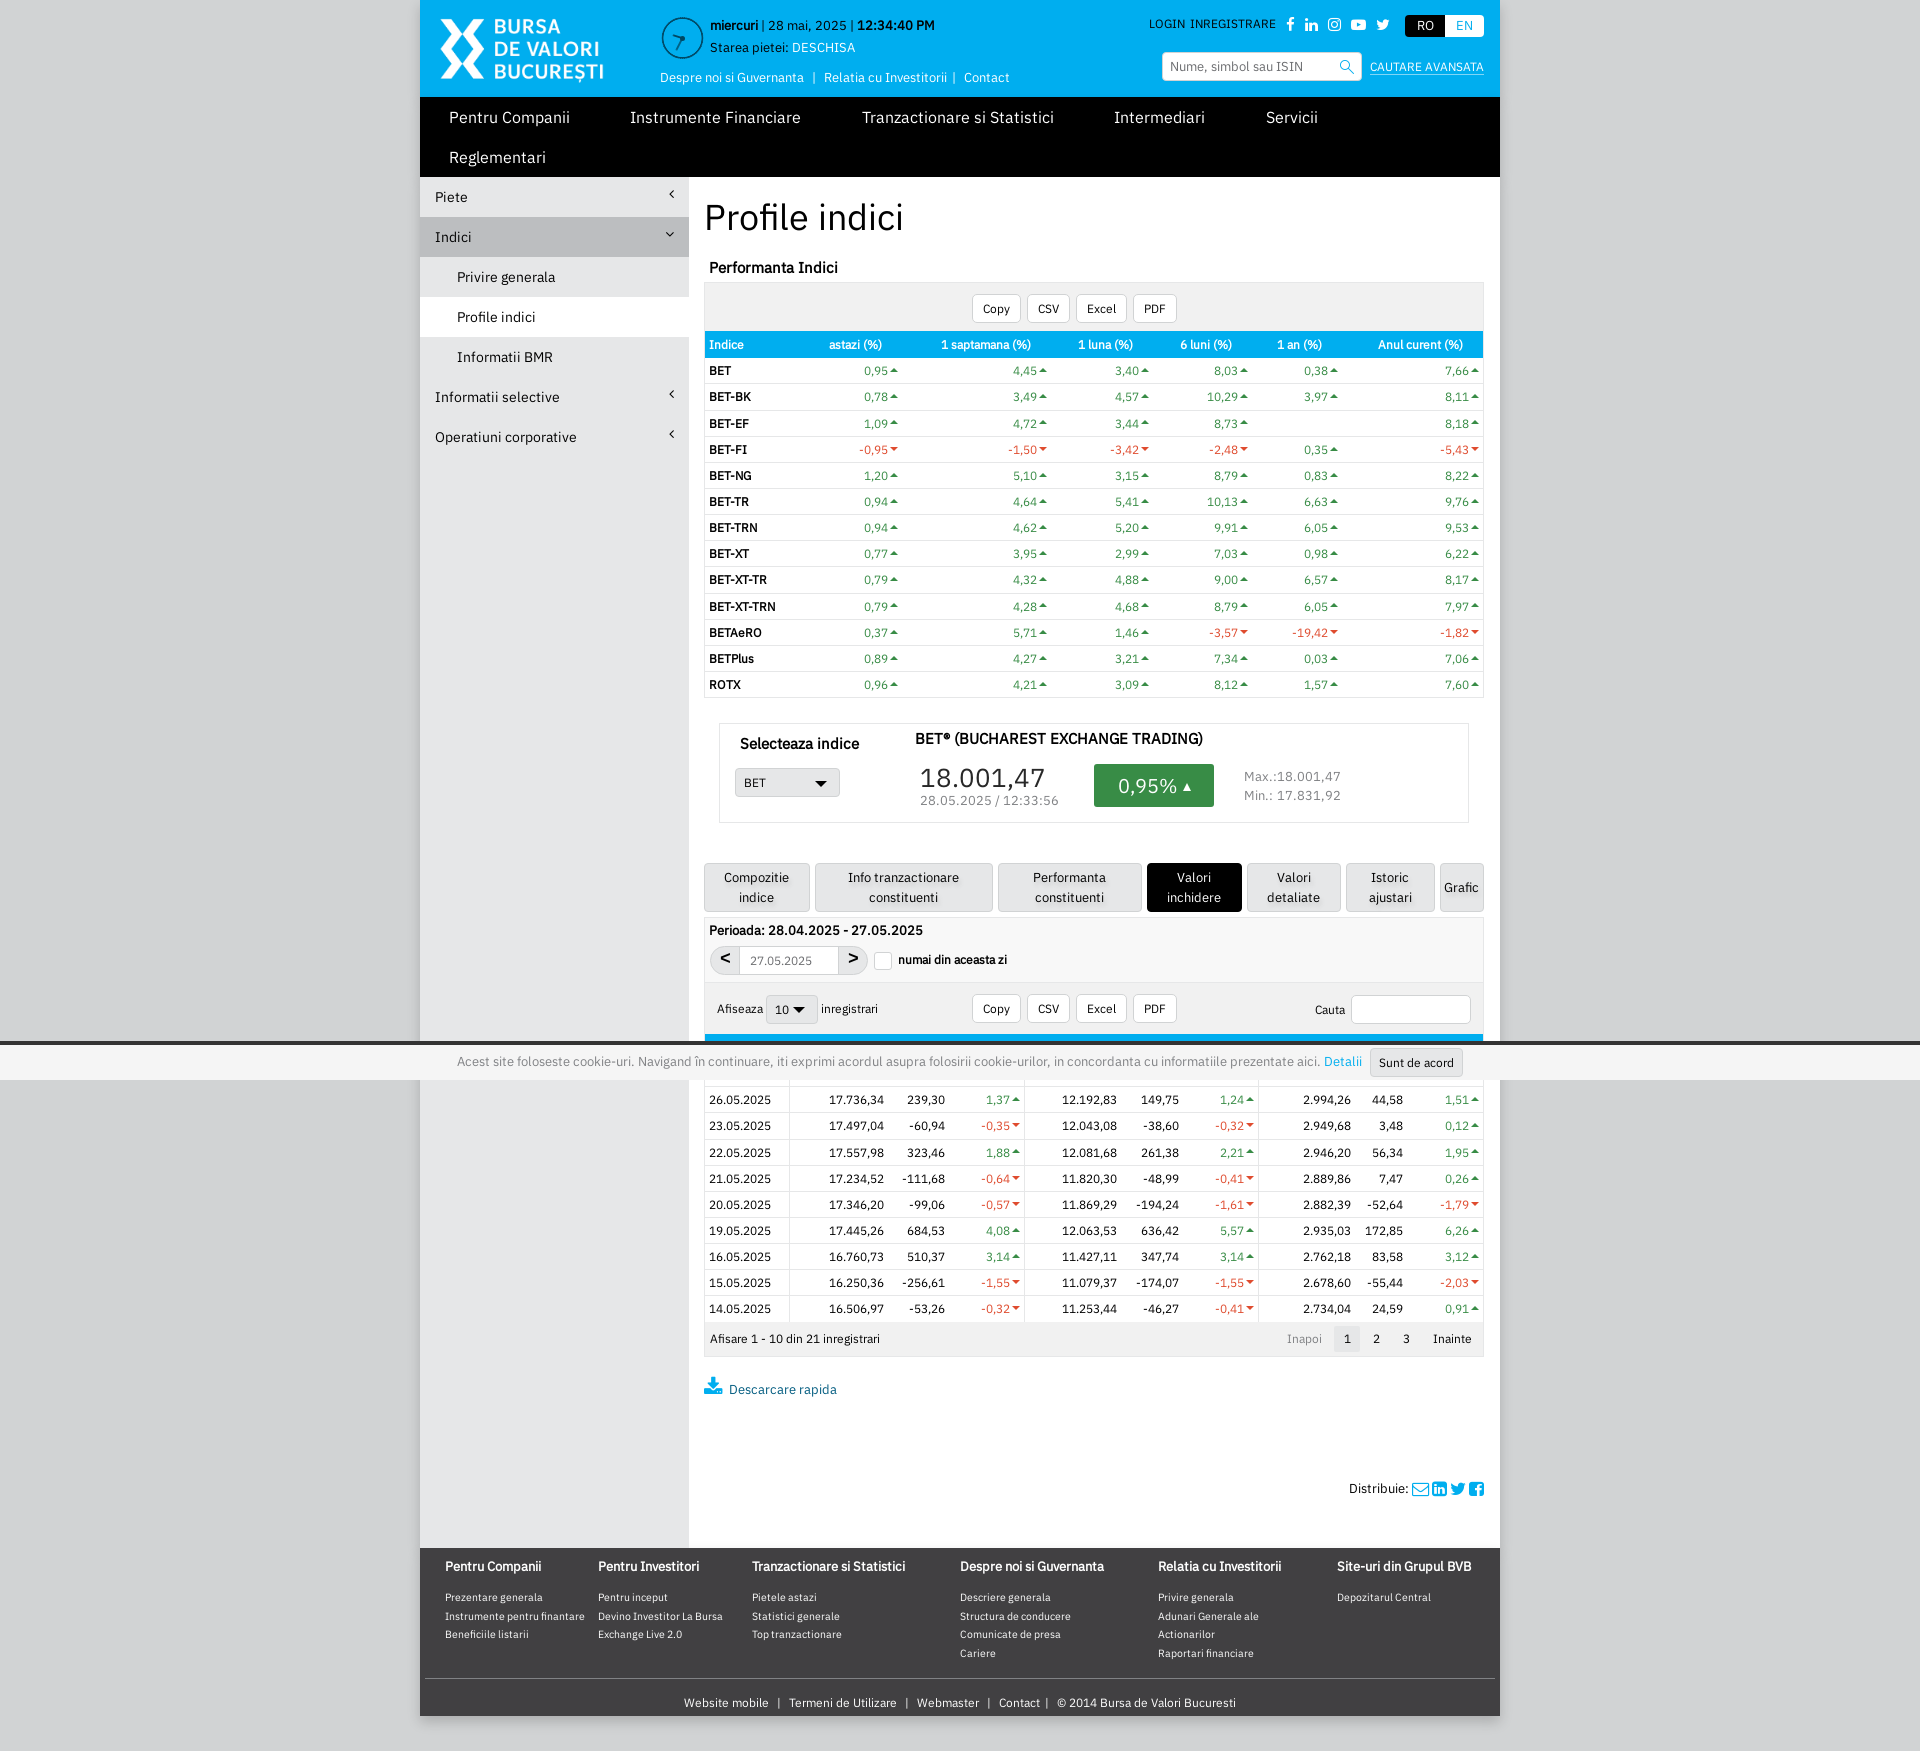 BURSA
DE VALORI
BUCUREȘTI
miercuri | 28 mai, 2025 | 12:34:40 PM
Starea pietei: DESCHISA
Despre noi si Guvernanta | Relatia cu Investitorii | Contact
LOGIN INREGISTRARE
RO EN
Nume, simbol sau ISIN
CAUTARE AVANSATA
Pentru Companii Instrumente Financiare Tranzactionare si Statistici Intermediari Servicii
Reglementari
Piete
Indici
Privire generala
Profile indici
Informatii BMR
Informatii selective
Operatiuni corporative
Profile indici
Performanta Indici
Copy CSV Excel PDF
Indice astazi (%) 1 saptamana (%) 1 luna (%) 6 luni (%) 1 an (%) Anul curent (%)
BET 0,95 4,45 3,40 8,03 0,38 7,66
BET-BK 0,78 3,49 4,57 10,29 3,97 8,11
BET-EF 1,09 4,72 3,44 8,73 8,18
BET-FI -0,95 -1,50 -3,42 -2,48 0,35 -5,43
BET-NG 1,20 5,10 3,15 8,79 0,83 8,22
BET-TR 0,94 4,64 5,41 10,13 6,63 9,76
BET-TRN 0,94 4,62 5,20 9,91 6,05 9,53
BET-XT 0,77 3,95 2,99 7,03 0,98 6,22
BET-XT-TR 0,79 4,32 4,88 9,00 6,57 8,17
BET-XT-TRN 0,79 4,28 4,68 8,79 6,05 7,97
BETAeRO 0,37 5,71 1,46 -3,57 -19,42 -1,82
BETPlus 0,89 4,27 3,21 7,34 0,03 7,06
ROTX 0,96 4,21 3,09 8,12 1,57 7,60
Selecteaza indice
BET
BET® (BUCHAREST EXCHANGE TRADING)
18.001,47
28.05.2025 / 12:33:56
0,95%
Max.:18.001,47
Min.: 17.831,92
Compozitie indice
Info tranzactionare constituenti
Performanta constituenti
Valori inchidere
Valori detaliate
Istoric ajustari
Grafic
Perioada: 28.04.2025 - 27.05.2025
< 27.05.2025 > numai din aceasta zi
Afiseaza 10 inregistrari Copy CSV Excel PDF Cauta
Acest site foloseste cookie-uri. Navigand în continuare, iti exprimi acordul asupra folosirii cookie-urilor, in concordanta cu informatiile prezentate aici. Detalii Sunt de acord
26.05.2025 17.736,34 239,30 1,37 12.192,83 149,75 1,24 2.994,26 44,58 1,51
23.05.2025 17.497,04 -60,94 -0,35 12.043,08 -38,60 -0,32 2.949,68 3,48 0,12
22.05.2025 17.557,98 323,46 1,88 12.081,68 261,38 2,21 2.946,20 56,34 1,95
21.05.2025 17.234,52 -111,68 -0,64 11.820,30 -48,99 -0,41 2.889,86 7,47 0,26
20.05.2025 17.346,20 -99,06 -0,57 11.869,29 -194,24 -1,61 2.882,39 -52,64 -1,79
19.05.2025 17.445,26 684,53 4,08 12.063,53 636,42 5,57 2.935,03 172,85 6,26
16.05.2025 16.760,73 510,37 3,14 11.427,11 347,74 3,14 2.762,18 83,58 3,12
15.05.2025 16.250,36 -256,61 -1,55 11.079,37 -174,07 -1,55 2.678,60 -55,44 -2,03
14.05.2025 16.506,97 -53,26 -0,32 11.253,44 -46,27 -0,41 2.734,04 24,59 0,91
Afisare 1 - 10 din 21 inregistrari Inapoi 1 2 3 Inainte
Descarcare rapida
Distribuie:
Pentru Companii Pentru Investitori Tranzactionare si Statistici Despre noi si Guvernanta Relatia cu Investitorii Site-uri din Grupul BVB
Prezentare generala Pentru inceput Pietele astazi Descriere generala Privire generala Depozitarul Central
Instrumente pentru finantare Devino Investitor La Bursa Statistici generale Structura de conducere Adunari Generale ale
Beneficiile listarii Exchange Live 2.0 Top tranzactionare Comunicate de presa Actionarilor
Cariere Raportari financiare
Website mobile | Termeni de Utilizare | Webmaster | Contact | © 2014 Bursa de Valori Bucuresti